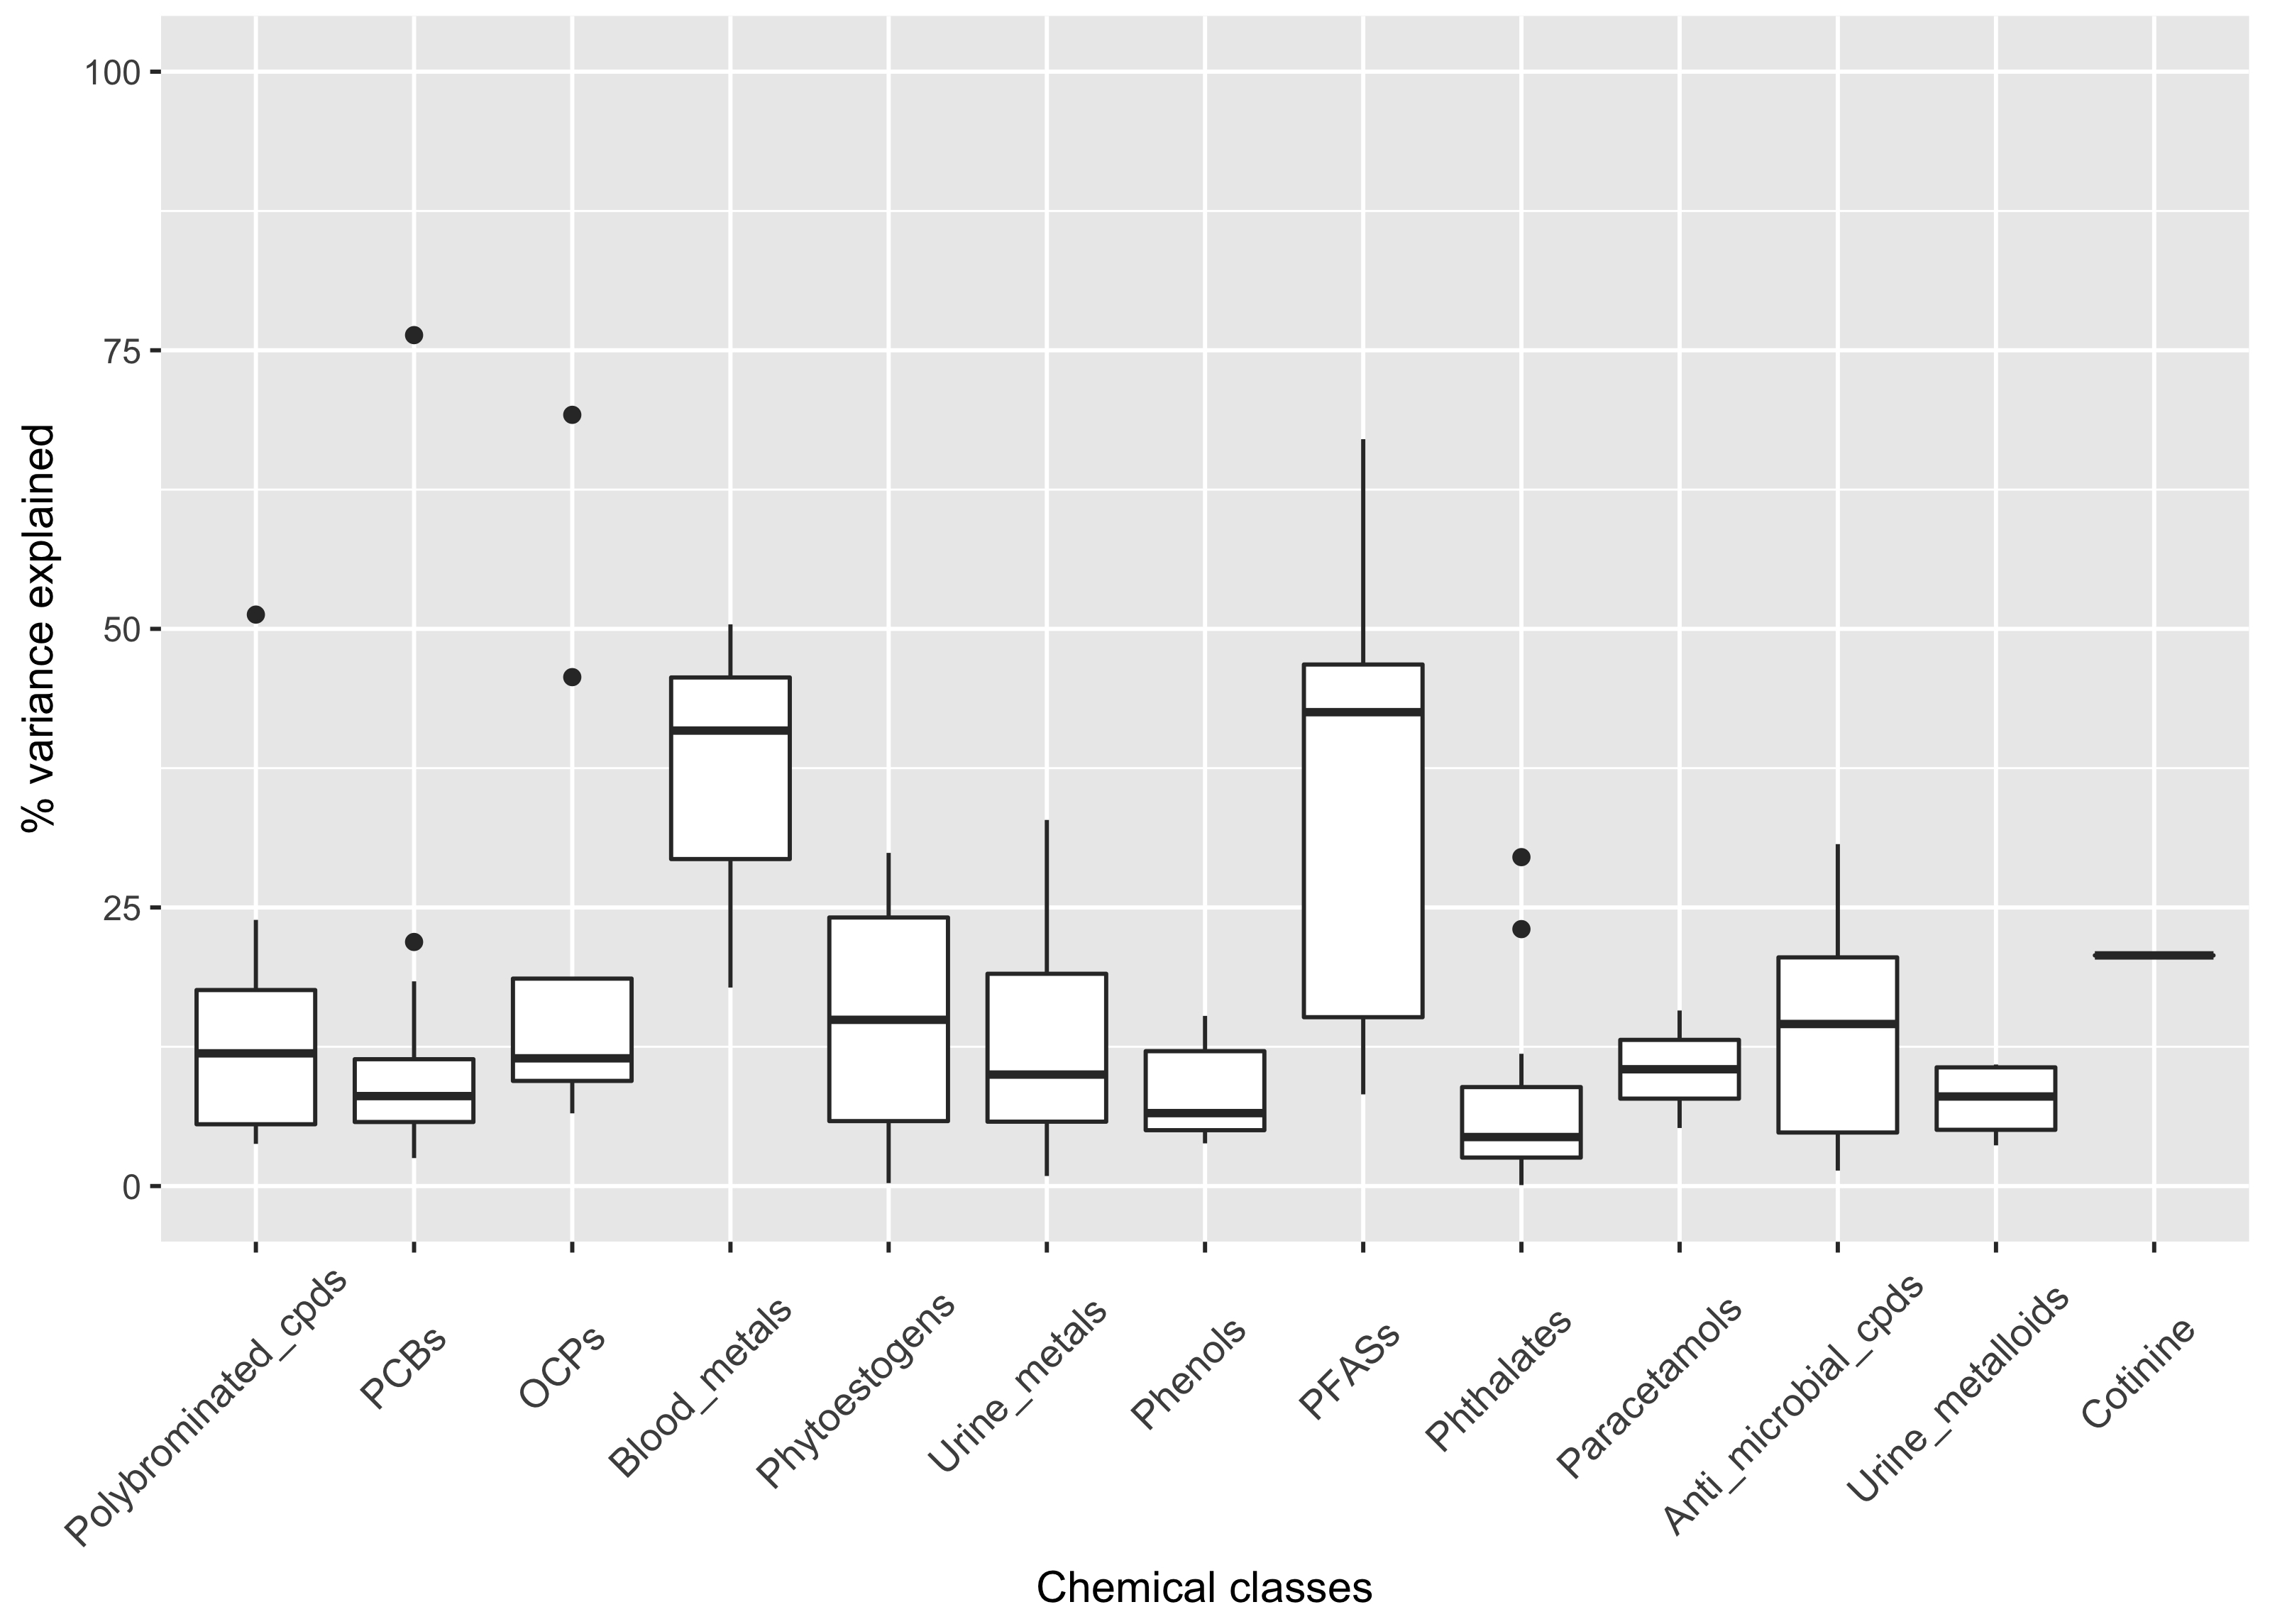 100
75
50
25
0
% variance explained
Polybrominated_cpds
PCBs
OCPs
Blood_metals
Phytoestogens
Urine_metals
Phenols
PFASs
Phthalates
Paracetamols
Anti_microbial_cpds
Urine_metalloids
Cotinine
Chemical classes